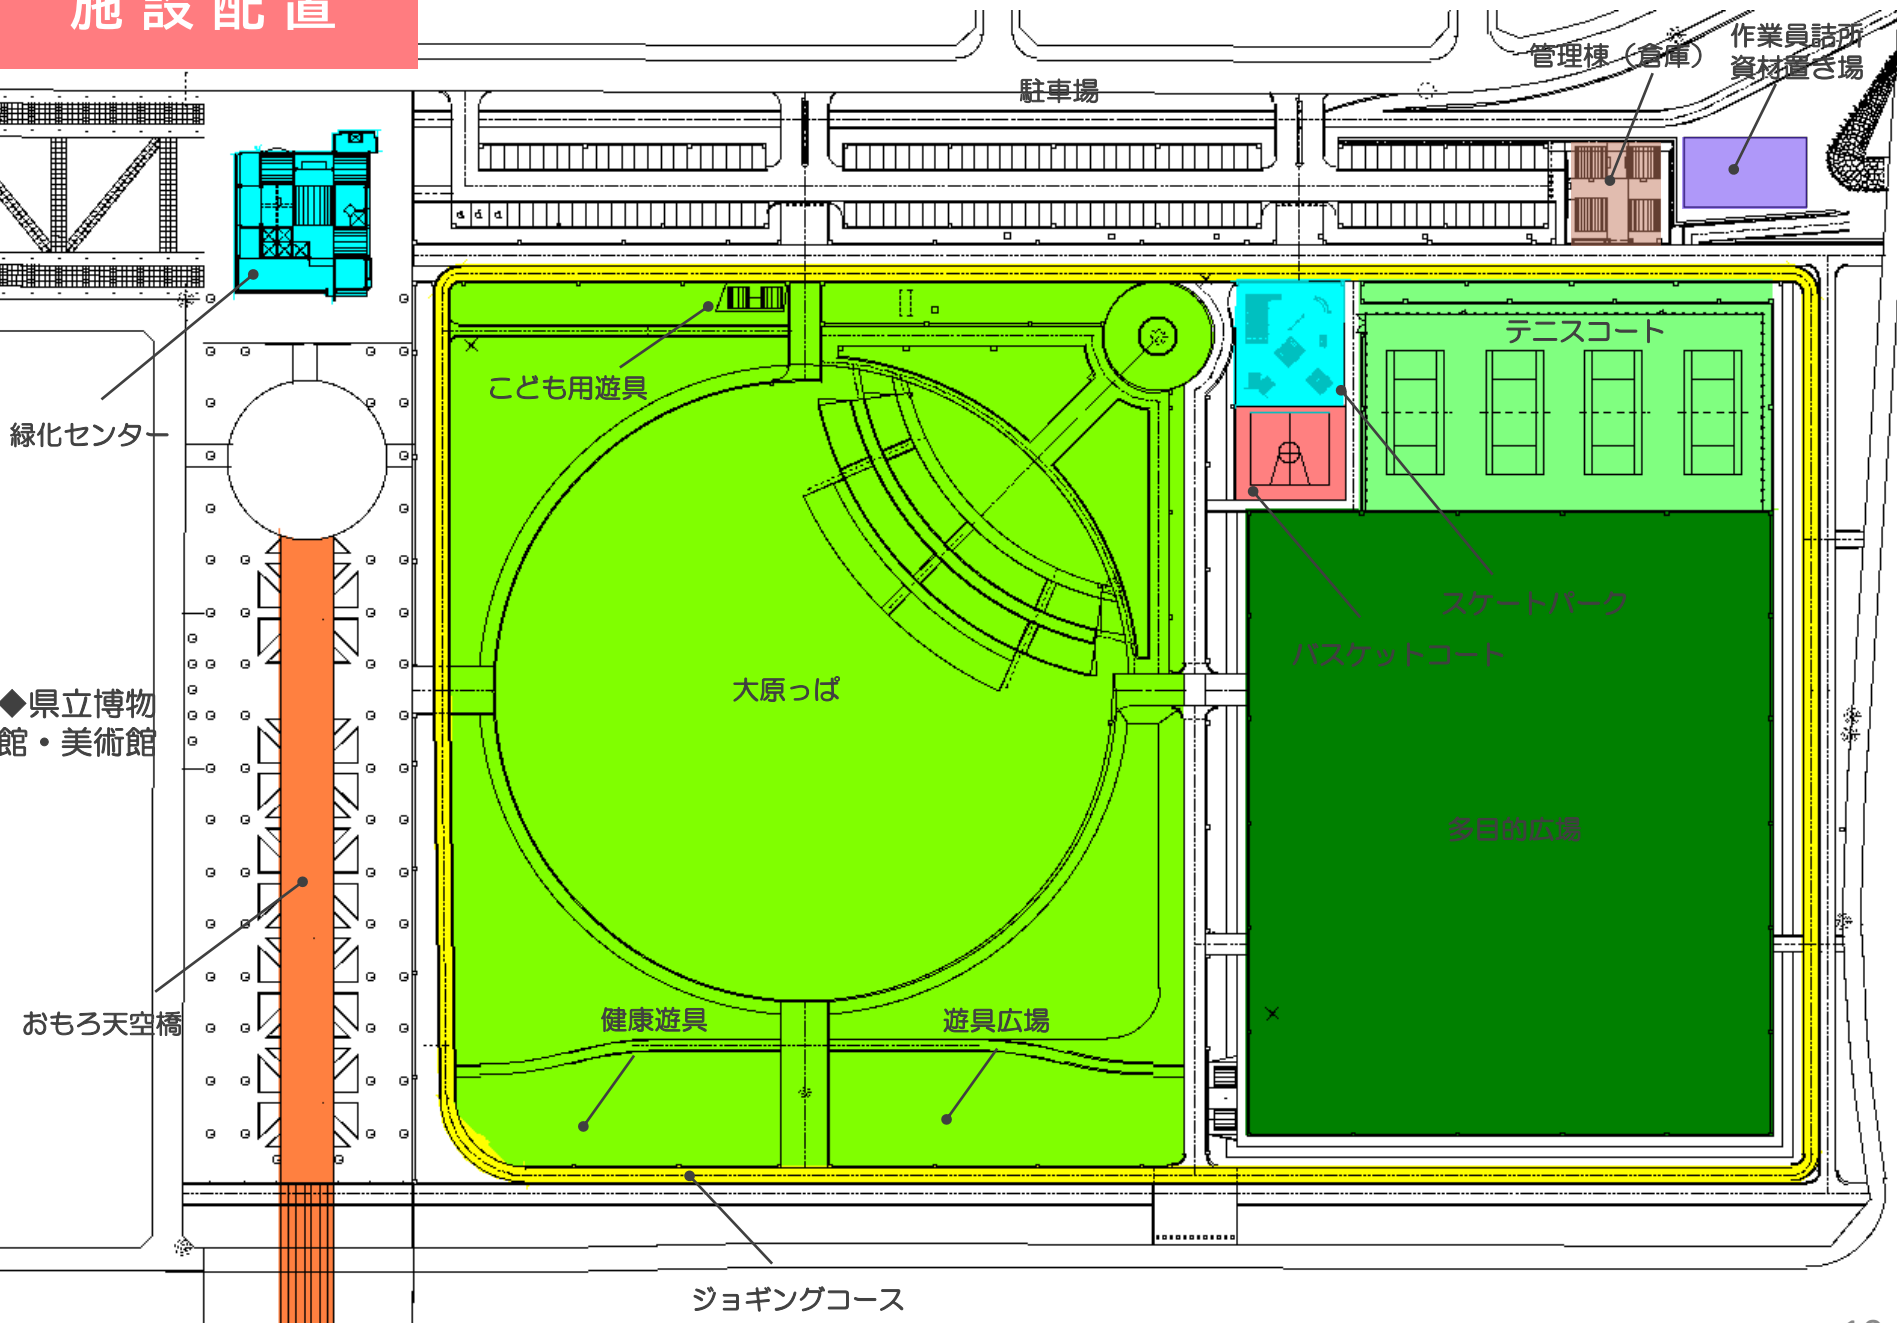 施設配置
作業員詰所
資材置き場
管理棟（倉庫）
駐車場
テニスコート
こども用遊具
緑化センター
スケートパーク
バスケットコート
大原っぱ
◆県立博物
館・美術館
多目的広場
健康遊具
遊具広場
おもろ天空橋
ジョギングコース